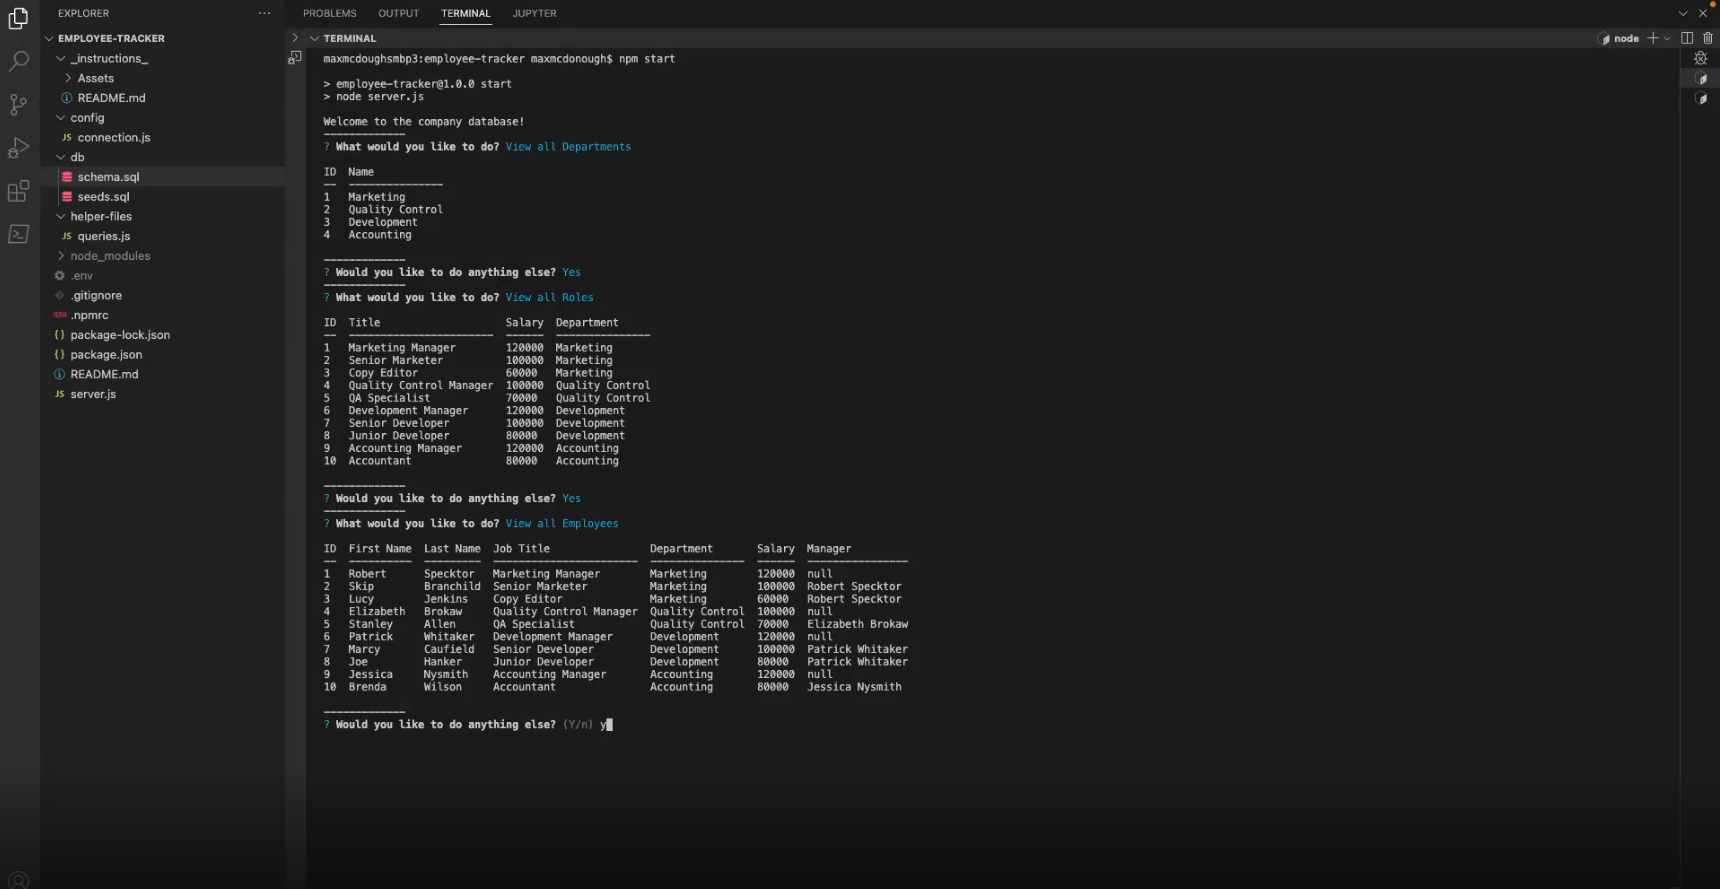 EXPLORER
EMPLOYEE-TRACKER
_instructions_
Assets
README.md
config
JS connection.js
db
schema.sql
seeds.sql
helper-files
JS queries.js
node_modules
.env
.gitignore
.npmrc
{} package-lock.json
{} package.json
README.md
JS server.js
PROBLEMS OUTPUT TERMINAL JUPYTER
TERMINAL
node
maxmcdoughsmbp3:employee-tracker maxmcdonough$ npm start
> employee-tracker@1.0.0 start
> node server.js
Welcome to the company database!
-------------
? What would you like to do? View all Departments
ID Name
-- ---------------
1 Marketing
2 Quality Control
3 Development
4 Accounting
-------------
? Would you like to do anything else? Yes
-------------
? What would you like to do? View all Roles
ID Title Salary Department
-- ----------------------- ------ ---------------
1 Marketing Manager 120000 Marketing
2 Senior Marketer 100000 Marketing
3 Copy Editor 60000 Marketing
4 Quality Control Manager 100000 Quality Control
5 QA Specialist 70000 Quality Control
6 Development Manager 120000 Development
7 Senior Developer 100000 Development
8 Junior Developer 80000 Development
9 Accounting Manager 120000 Accounting
10 Accountant 80000 Accounting
-------------
? Would you like to do anything else? Yes
-------------
? What would you like to do? View all Employees
ID First Name Last Name Job Title Department Salary Manager
-- ---------- --------- ----------------------- --------------- ------ ----------------
1 Robert Specktor Marketing Manager Marketing 120000 null
2 Skip Branchild Senior Marketer Marketing 100000 Robert Specktor
3 Lucy Jenkins Copy Editor Marketing 60000 Robert Specktor
4 Elizabeth Brokaw Quality Control Manager Quality Control 100000 null
5 Stanley Allen QA Specialist Quality Control 70000 Elizabeth Brokaw
6 Patrick Whitaker Development Manager Development 120000 null
7 Marcy Caufield Senior Developer Development 100000 Patrick Whitaker
8 Joe Hanker Junior Developer Development 80000 Patrick Whitaker
9 Jessica Nysmith Accounting Manager Accounting 120000 null
10 Brenda Wilson Accountant Accounting 80000 Jessica Nysmith
-------------
? Would you like to do anything else? (Y/n) y